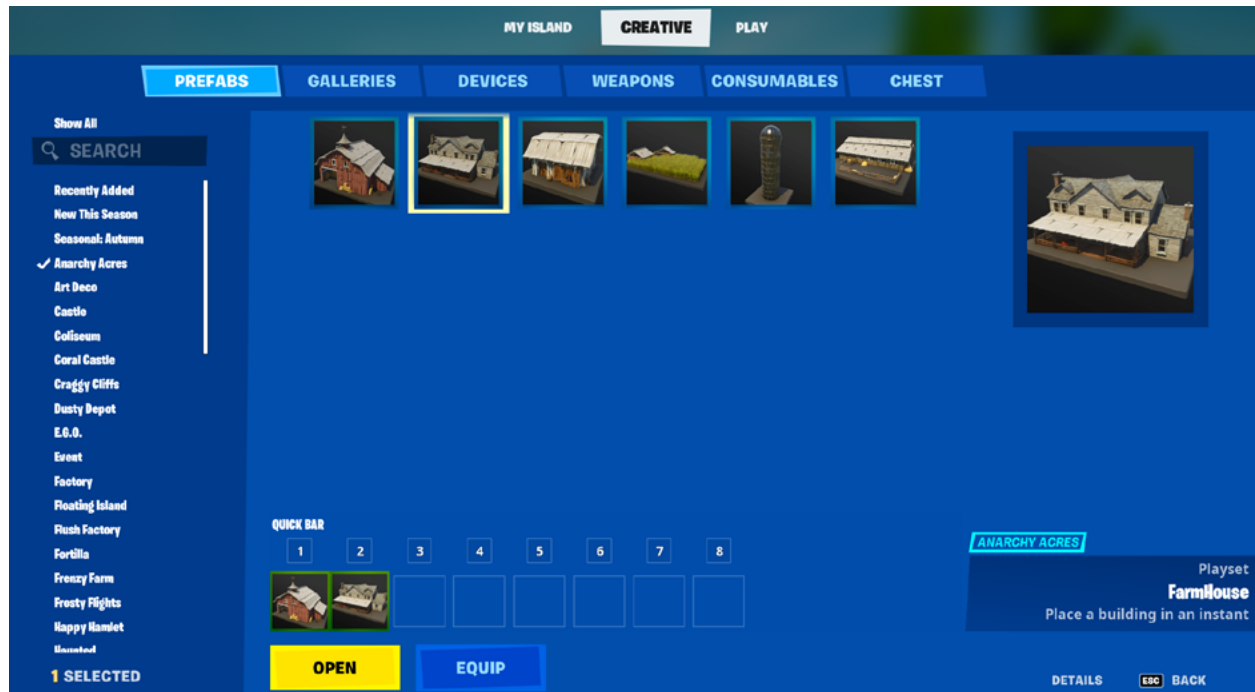 MY ISLAND CREATIVE PLAY
PREFABS GALLERIES DEVICES WEAPONS CONSUMABLES CHEST
Show All
SEARCH
Recently Added
New This Season
Seasonal: Autumn
Anarchy Acres
Art Deco
Castle
Coliseum
Coral Castle
Craggy Cliffs
Dusty Depot
E.G.O.
Event
Factory
Floating Island
Flush Factory
Fortilla
Frenzy Farm
Frosty Flights
Happy Hamlet
Haunted
1 SELECTED
QUICK BAR
1 2 3 4 5 6 7 8
OPEN EQUIP
ANARCHY ACRES
Playset
FarmHouse
Place a building in an instant
DETAILS ESC BACK